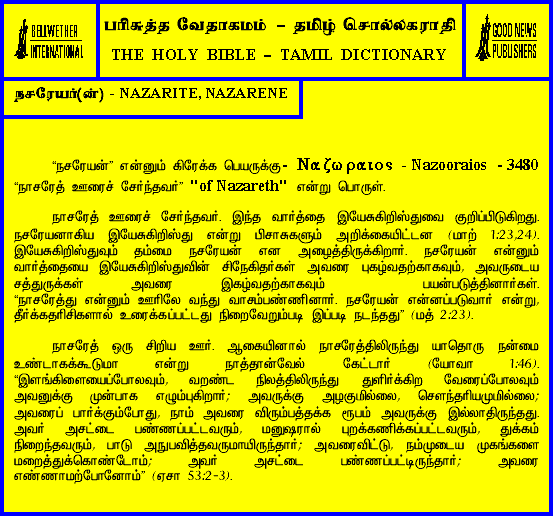 BELLWETHER
INTERNATIONAL
பரிசுத்த வேதாகமம் – தமிழ் சொல்லகராதி
THE HOLY BIBLE – TAMIL DICTIONARY
GOOD NEWS
PUBLISHERS
நசரேயர்(ன்) - NAZARITE, NAZARENE
“நசரேயன்” என்னும் கிரேக்க பெயருக்கு- Ναζωραιος - Nazooraios - 3480
“நாசரேத் ஊரைச் சேர்ந்தவர்” "of Nazareth" என்று பொருள்.
நாசரேத் ஊரைச் சேர்ந்தவர். இந்த வார்த்தை இயேசுகிறிஸ்துவை குறிப்பிடுகிறது.
நசரேயனாகிய இயேசுகிறிஸ்து என்று பிசாசுகளும் அறிக்கையிட்டன (மாற் 1:23,24).
இயேசுகிறிஸ்துவும் தம்மை நசரேயன் என அழைத்திருக்கிறார். நசரேயன் என்னும்
வார்த்தையை இயேசுகிறிஸ்துவின் சிநேகிதர்கள் அவரை புகழ்வதற்காகவும், அவருடைய
சத்துருக்கள் அவரை இகழ்வதற்காகவும் பயன்படுத்தினார்கள்.
“நாசரேத்து என்னும் ஊரிலே வந்து வாசம்பண்ணினார். நசரேயன் என்னப்படுவார் என்று,
தீர்க்கதரிசிகளால் உரைக்கப்பட்டது நிறைவேறும்படி இப்படி நடந்தது” (மத் 2:23).
நாசரேத் ஒரு சிறிய ஊர். ஆகையினால் நாசரேத்திலிருந்து யாதொரு நன்மை
உண்டாகக்கூடுமா என்று நாத்தான்வேல் கேட்டார் (யோவா 1:46).
“இளங்கிளையைப்போலவும், வறண்ட நிலத்திலிருந்து துளிர்க்கிற வேரைப்போலவும்
அவனுக்கு முன்பாக எழும்புகிறார்; அவருக்கு அழகுமில்லை, சௌந்தரியமுமில்லை;
அவரைப் பார்க்கும்போது, நாம் அவரை விரும்பத்தக்க ரூபம் அவருக்கு இல்லாதிருந்தது.
அவர் அசட்டை பண்ணப்பட்டவரும், மனுஷரால் புறக்கணிக்கப்பட்டவரும், துக்கம்
நிறைந்தவரும், பாடு அநுபவித்தவருமாயிருந்தார்; அவரைவிட்டு, நம்முடைய முகங்களை
மறைத்துக்கொண்டோம்; அவர் அசட்டை பண்ணப்பட்டிருந்தார்; அவரை
எண்ணாமற்போனோம்” (ஏசா 53:2-3).